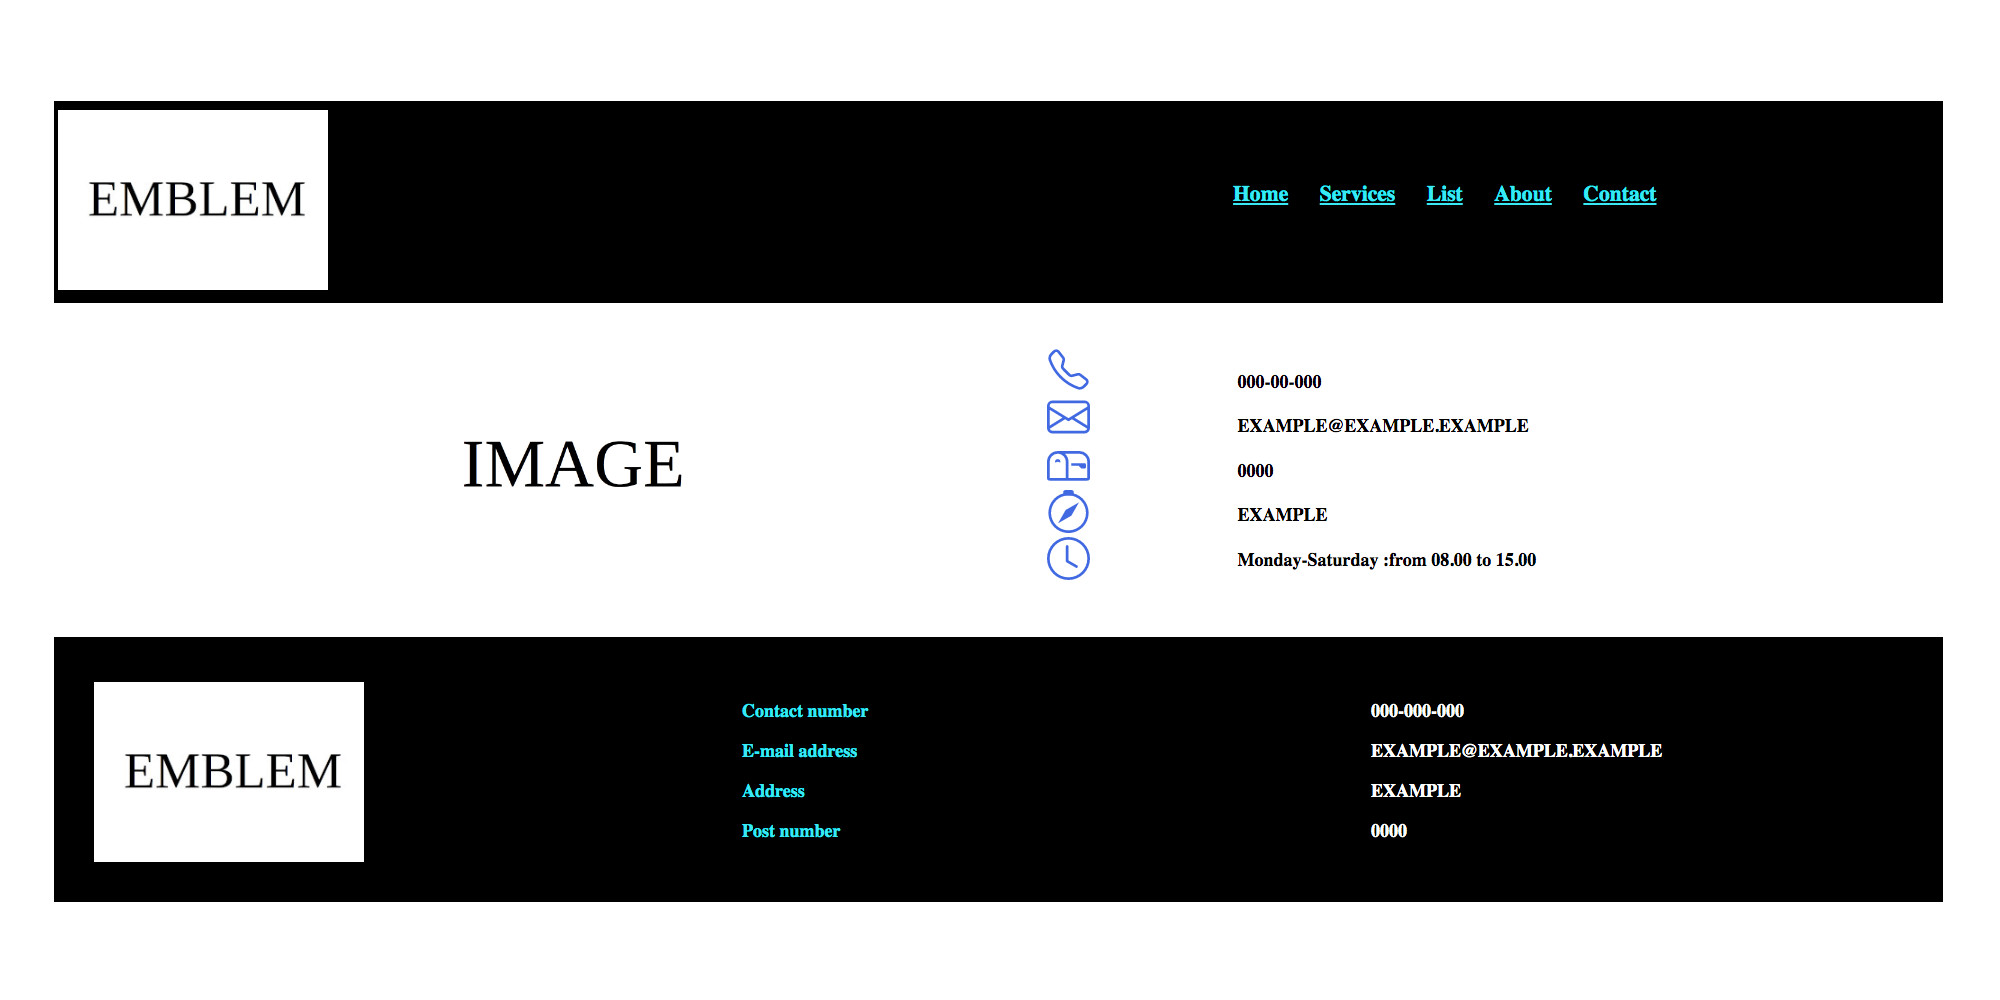 EMBLEM
Home Services List About Contact
IMAGE
000-00-000
EXAMPLE@EXAMPLE.EXAMPLE
0000
EXAMPLE
Monday-Saturday :from 08.00 to 15.00
EMBLEM
Contact number 000-000-000
E-mail address EXAMPLE@EXAMPLE.EXAMPLE
Address EXAMPLE
Post number 0000